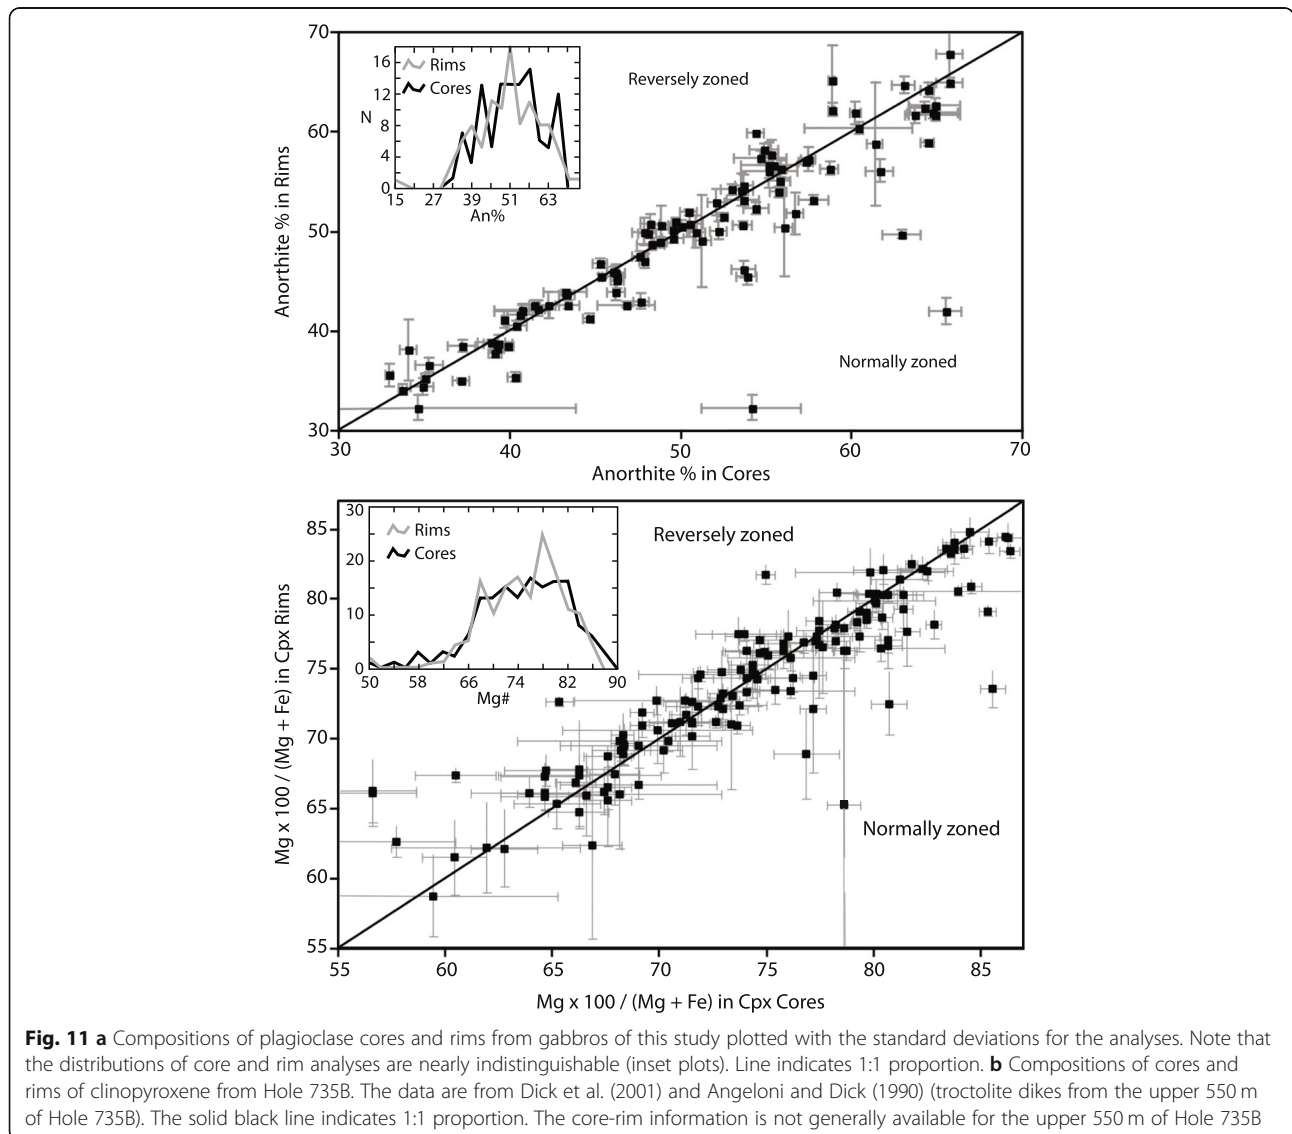 70
60
50
40
30
Anorthite % in Rims
16
12
8
4
0
N
Rims
Cores
15 27 39 51 63
An%
Reversely zoned
Normally zoned
30 40 50 60 70
Anorthite % in Cores
85
80
75
70
65
60
55
Mg x 100 / (Mg + Fe) in Cpx Rims
30
20
10
0
Rims
Cores
50 58 66 74 82 90
Mg#
Reversely zoned
Normally zoned
55 60 65 70 75 80 85
Mg x 100 / (Mg + Fe) in Cpx Cores
Fig. 11 a Compositions of plagioclase cores and rims from gabbros of this study plotted with the standard deviations for the analyses. Note that
the distributions of core and rim analyses are nearly indistinguishable (inset plots). Line indicates 1:1 proportion. b Compositions of cores and
rims of clinopyroxene from Hole 735B. The data are from Dick et al. (2001) and Angeloni and Dick (1990) (troctolite dikes from the upper 550 m
of Hole 735B). The solid black line indicates 1:1 proportion. The core-rim information is not generally available for the upper 550 m of Hole 735B